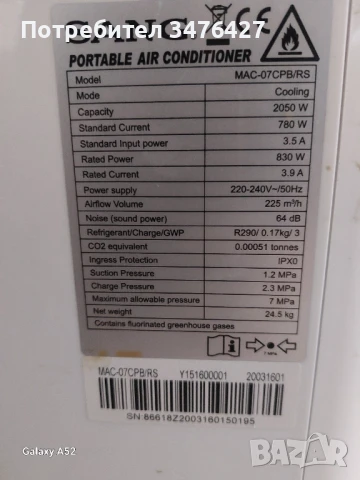 Пострационна 3476427
PORTABLE AIR CONDITIONER
Model MAC-07CPB/RS
Mode Cooling
Capacity 2050 W
Standard Current 780 W
Standard Input power 3.5 A
Rated Power 830 W
Rated Current 3.9 A
Power supply 220-240V~/50Hz
Airflow Volume 225 m³/h
Noise (sound power) 64 dB
Refrigerant/Charge/GWP R290/ 0.17kg/ 3
CO2 equivalent 0.00051 tonnes
Ingress Protection IPX0
Suction Pressure 1.2 MPa
Charge Pressure 2.3 MPa
Maximum allowable pressure 7 MPa
Net weight 24.5 kg
Contains fluorinated greenhouse gases
MAC-07CPB/RS Y151600001 20031601
SN:86618Z2003160150195
Galaxy A52
BAZAR